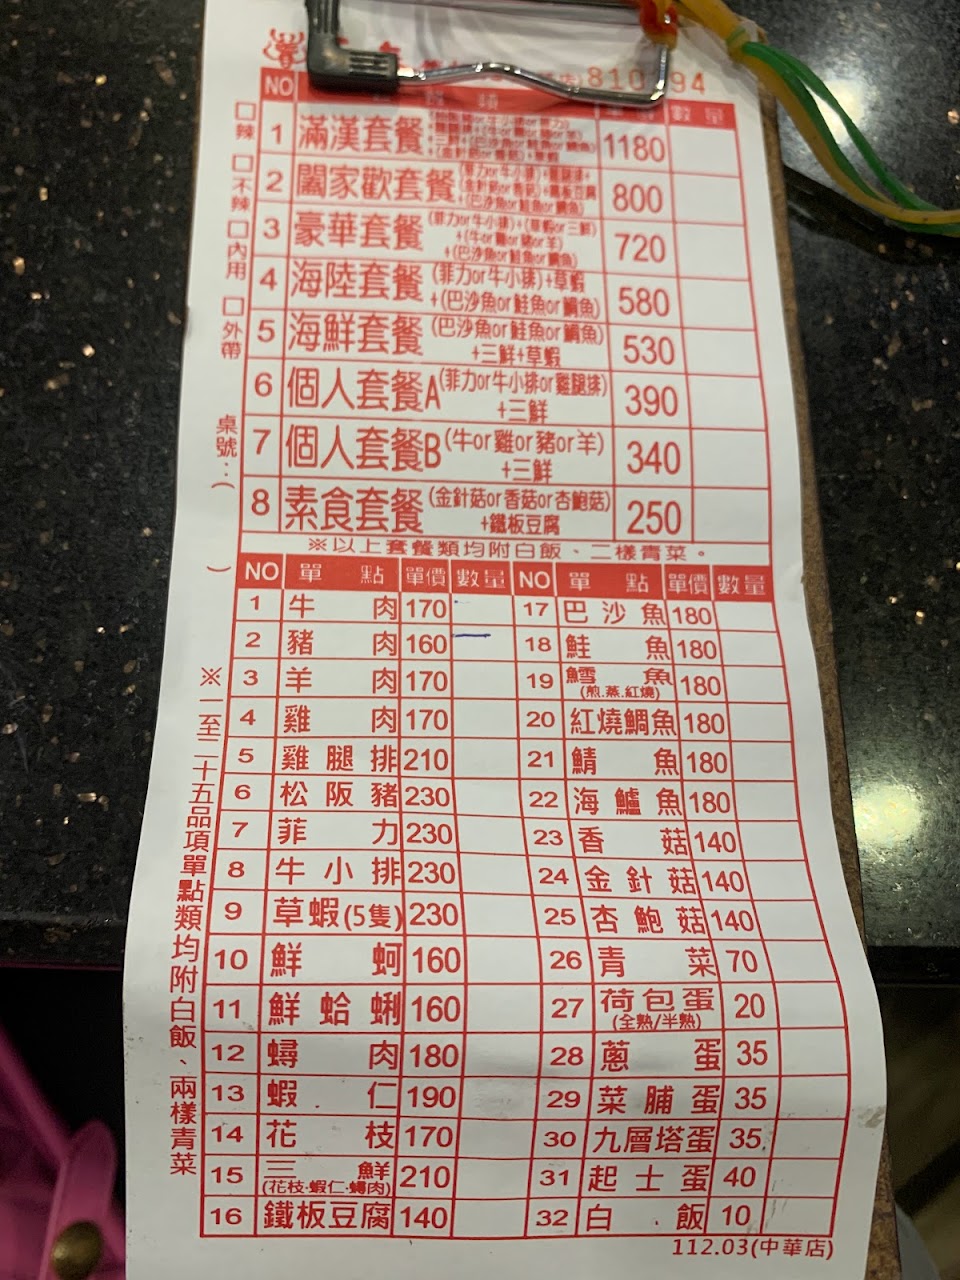 810194
NO 數量
1 滿漢套餐 1180
2 闔家歡套餐 +(巴沙魚or鮭魚or鯛魚) 800
3 豪華套餐 (菲力or牛小排)+(草蝦or三鮮) +(牛or雞or豬or羊) +(巴沙魚or鮭魚or鯛魚) 720
4 海陸套餐 (菲力or牛小排)+草蝦 +(巴沙魚or鮭魚or鯛魚) 580
5 海鮮套餐 (巴沙魚or鮭魚or鯛魚) +三鮮+草蝦 530
6 個人套餐A (菲力or牛小排or雞腿排) +三鮮 390
7 個人套餐B (牛or雞or豬or羊) +三鮮 340
8 素食套餐 (金針菇or香菇or杏鮑菇) +鐵板豆腐 250
※以上套餐類均附白飯、二樣青菜。
□辣 □不辣 □內用 □外帶 桌號:( )
NO 單點 單價 數量 NO 單點 單價 數量
1 牛肉 170 17 巴沙魚 180
2 豬肉 160 18 鮭魚 180
3 羊肉 170 19 鱈魚 (煎.蒸.紅燒) 180
4 雞肉 170 20 紅燒鯛魚 180
5 雞腿排 210 21 鯖魚 180
6 松阪豬 230 22 海鱸魚 180
7 菲力 230 23 香菇 140
8 牛小排 230 24 金針菇 140
9 草蝦(5隻) 230 25 杏鮑菇 140
10 鮮蚵 160 26 青菜 70
11 鮮蛤蜊 160 27 荷包蛋 (全熟/半熟) 20
12 蟳肉 180 28 蔥蛋 35
13 蝦仁 190 29 菜脯蛋 35
14 花枝 170 30 九層塔蛋 35
15 三鮮 (花枝·蝦仁·蟳肉) 210 31 起士蛋 40
16 鐵板豆腐 140 32 白飯 10
※一至二十五品項單點類均附白飯、兩樣青菜
112.03(中華店)